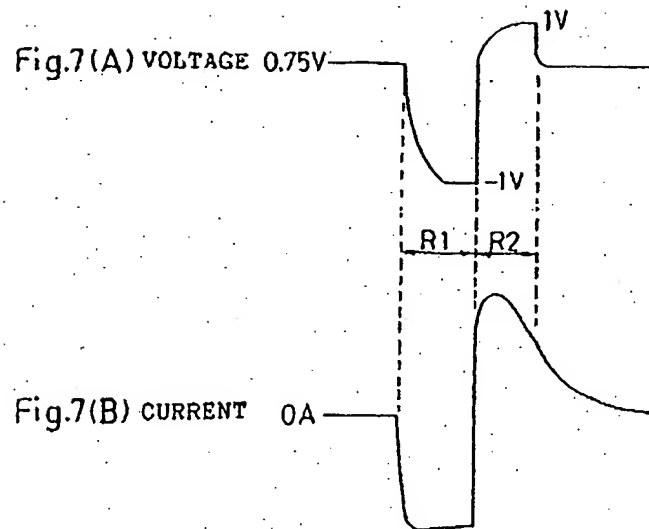 1V
Fig.7(A) VOLTAGE 0.75V
-1V
R1 R2
Fig.7(B) CURRENT 0A